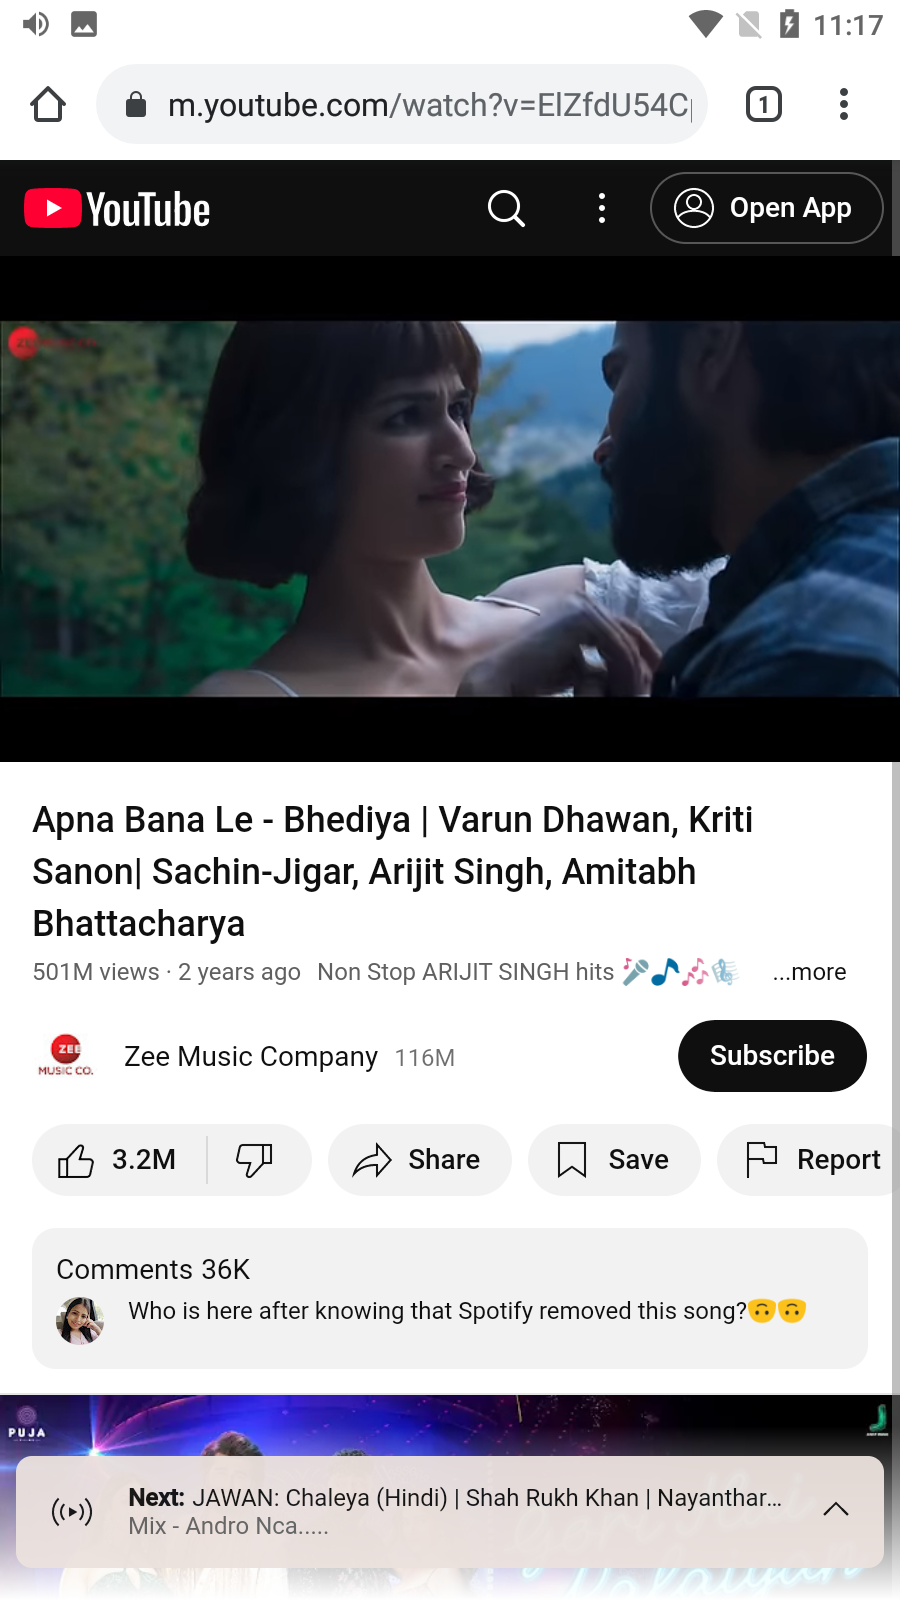 11:17
m.youtube.com/watch?v=ElZfdU54C
1
YouTube
Open App
Apna Bana Le - Bhediya | Varun Dhawan, Kriti
Sanon| Sachin-Jigar, Arijit Singh, Amitabh
Bhattacharya
501M views · 2 years ago Non Stop ARIJIT SINGH hits 🎤🎵🎶🎼 ...more
ZEE
MUSIC CO.
Zee Music Company 116M
Subscribe
3.2M
Share
Save
Report
Comments 36K
Who is here after knowing that Spotify removed this song?🙃🙃
PUJA
Next: JAWAN: Chaleya (Hindi) | Shah Rukh Khan | Nayanthar...
Mix - Andro Nca.....